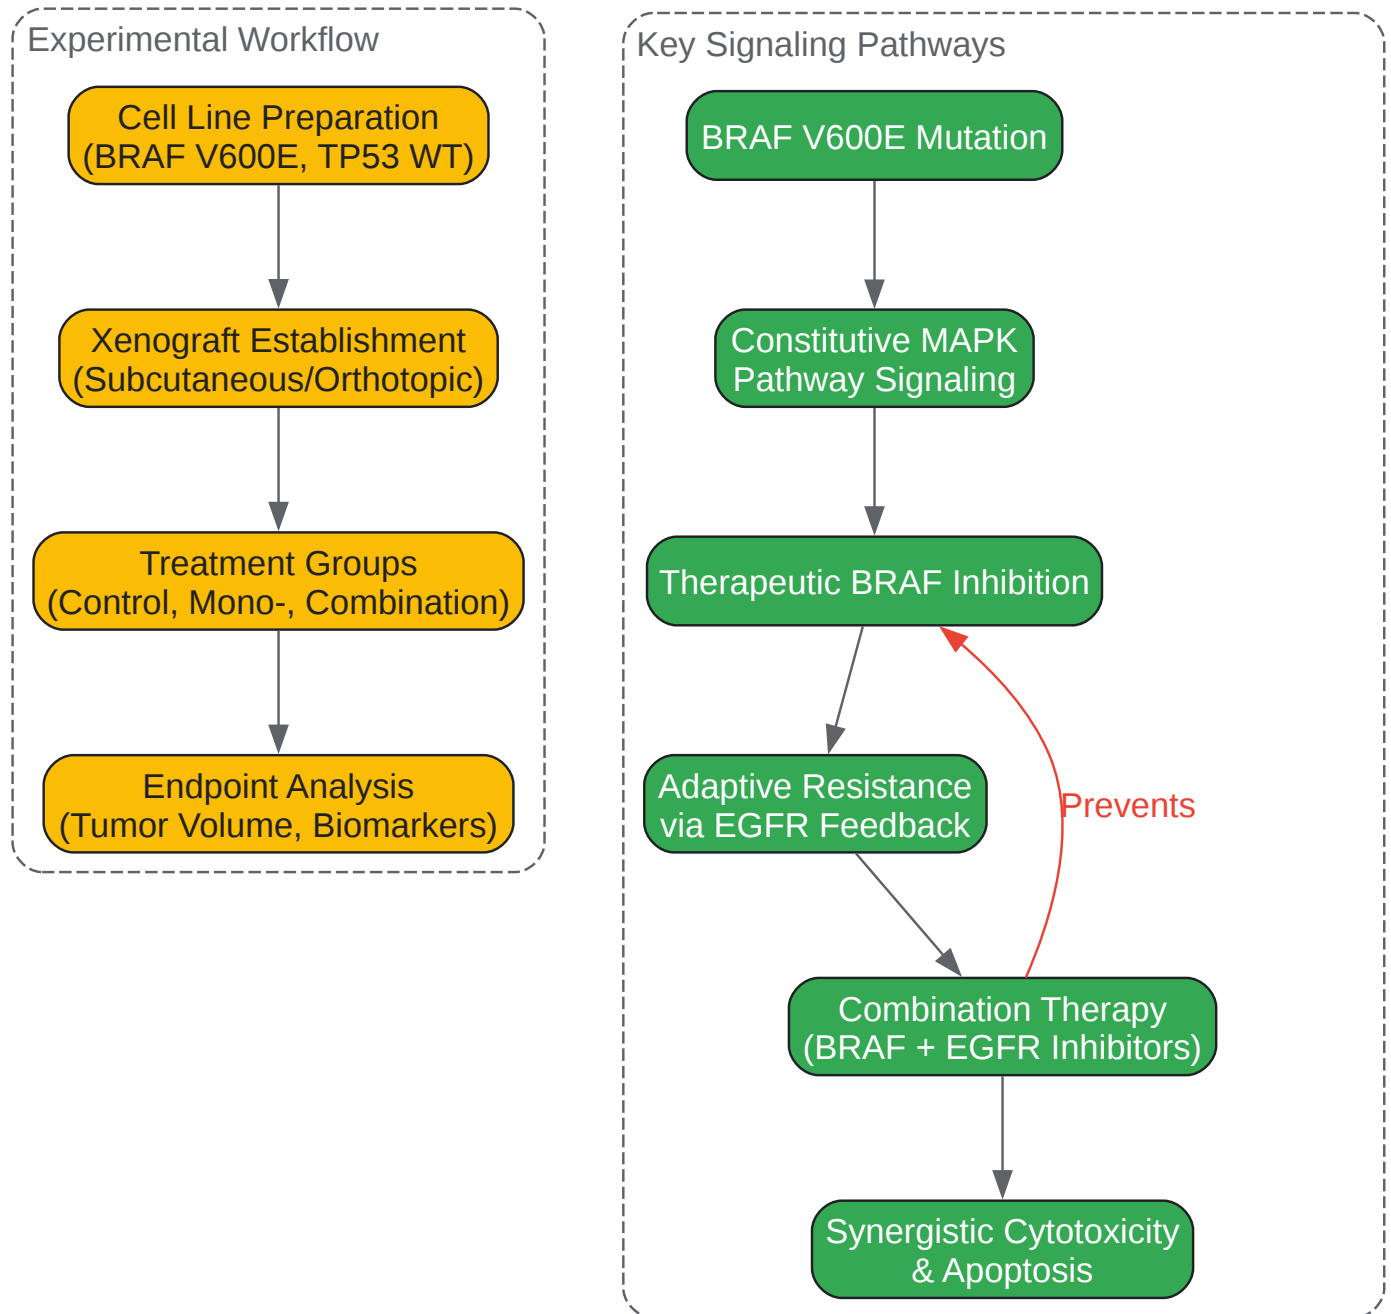 Experimental Workflow
Cell Line Preparation
(BRAF V600E, TP53 WT)
Xenograft Establishment
(Subcutaneous/Orthotopic)
Treatment Groups
(Control, Mono-, Combination)
Endpoint Analysis
(Tumor Volume, Biomarkers)
Key Signaling Pathways
BRAF V600E Mutation
Constitutive MAPK
Pathway Signaling
Therapeutic BRAF Inhibition
Adaptive Resistance
via EGFR Feedback
Prevents
Combination Therapy
(BRAF + EGFR Inhibitors)
Synergistic Cytotoxicity
& Apoptosis